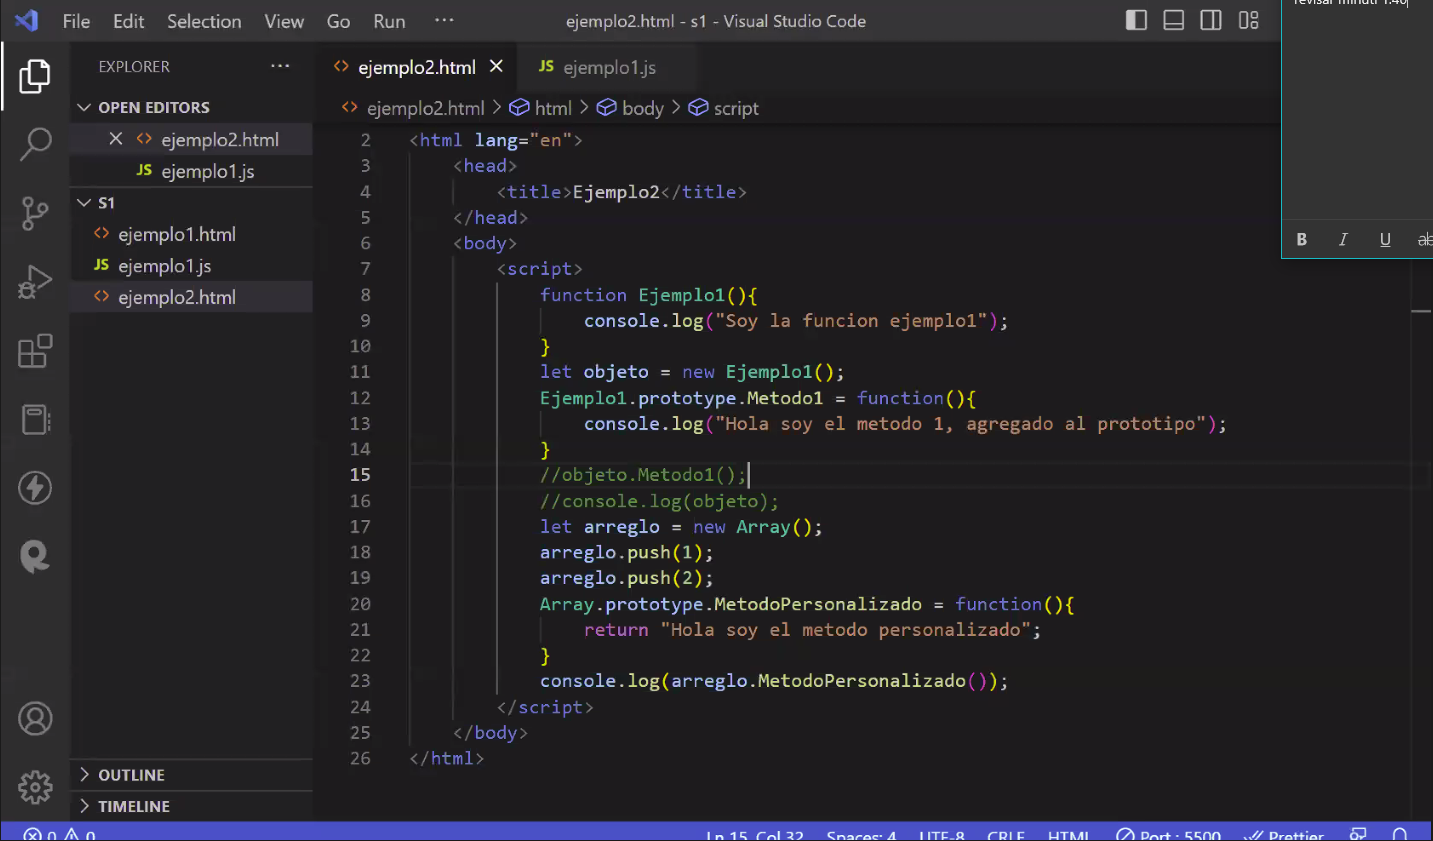 File Edit Selection View Go Run ··· ejemplo2.html - s1 - Visual Studio Code
EXPLORER ···
OPEN EDITORS
ejemplo2.html
JS ejemplo1.js
S1
ejemplo1.html
JS ejemplo1.js
ejemplo2.html
OUTLINE
TIMELINE
ejemplo2.html JS ejemplo1.js
ejemplo2.html > html > body > script
2 <html lang="en">
3 <head>
4 <title>Ejemplo2</title>
5 </head>
6 <body>
7 <script>
8 function Ejemplo1(){
9 console.log("Soy la funcion ejemplo1");
10 }
11 let objeto = new Ejemplo1();
12 Ejemplo1.prototype.Metodo1 = function(){
13 console.log("Hola soy el metodo 1, agregado al prototipo");
14 }
15 //objeto.Metodo1();
16 //console.log(objeto);
17 let arreglo = new Array();
18 arreglo.push(1);
19 arreglo.push(2);
20 Array.prototype.MetodoPersonalizado = function(){
21 return "Hola soy el metodo personalizado";
22 }
23 console.log(arreglo.MetodoPersonalizado());
24 </script>
25 </body>
26 </html>
B I U ab
0 0 Ln 15, Col 32 Spaces: 4 UTF-8 CRLF HTML Port : 5500 Prettier